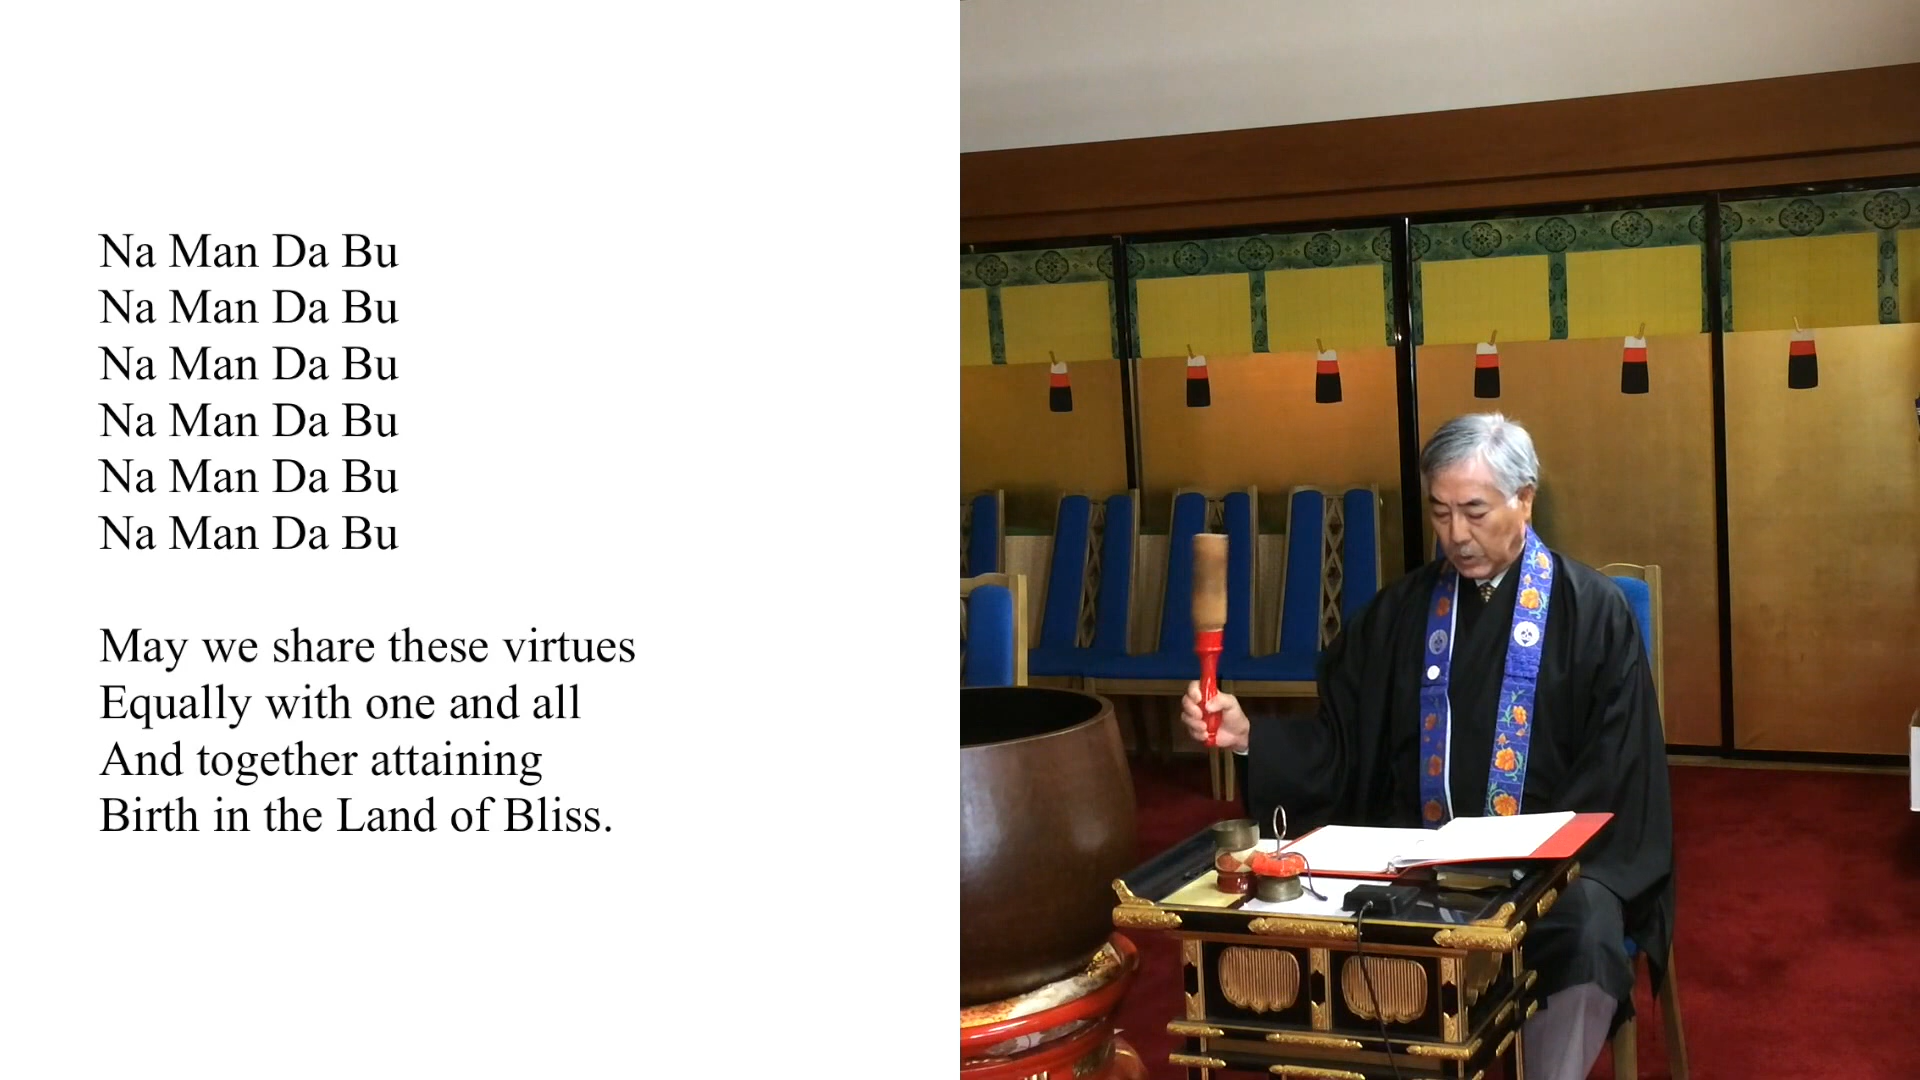 Na Man Da Bu
Na Man Da Bu
Na Man Da Bu
Na Man Da Bu
Na Man Da Bu
Na Man Da Bu
May we share these virtues
Equally with one and all
And together attaining
Birth in the Land of Bliss.